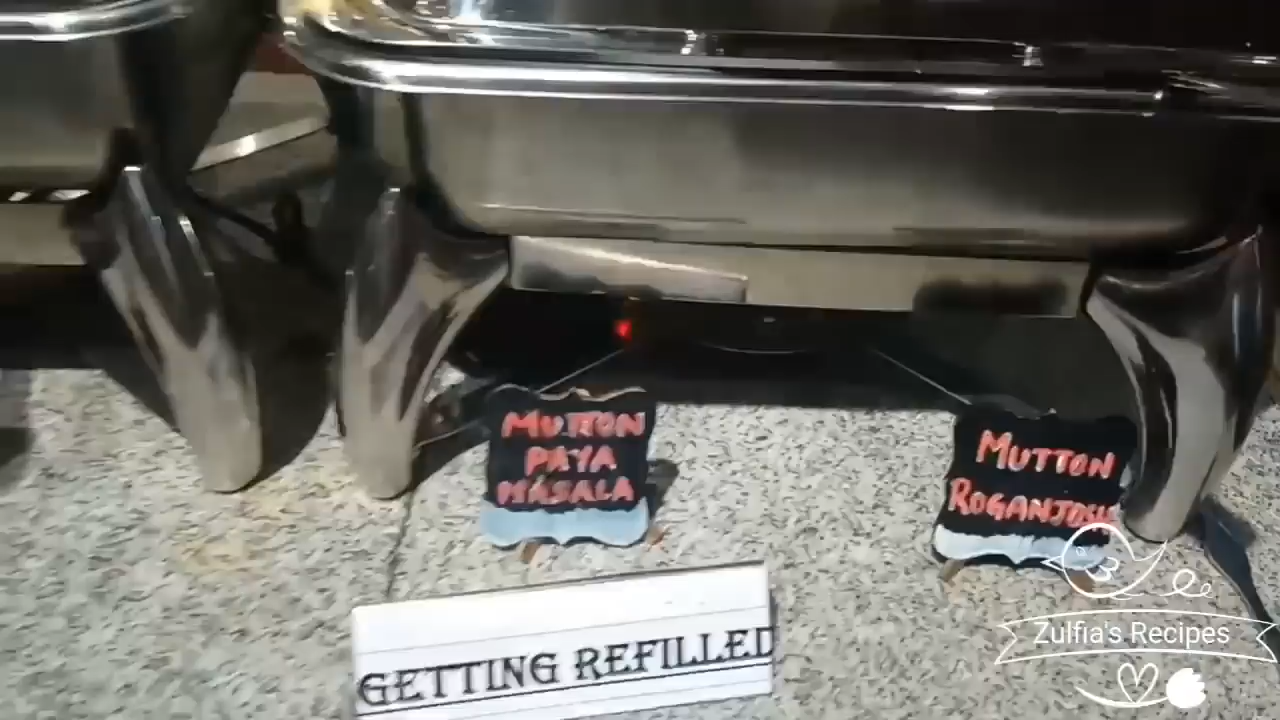 MUTTON
PAYA
MASALA
MUTTON
ROGANJOSH
GETTING REFILLED
Zulfia's Recipes